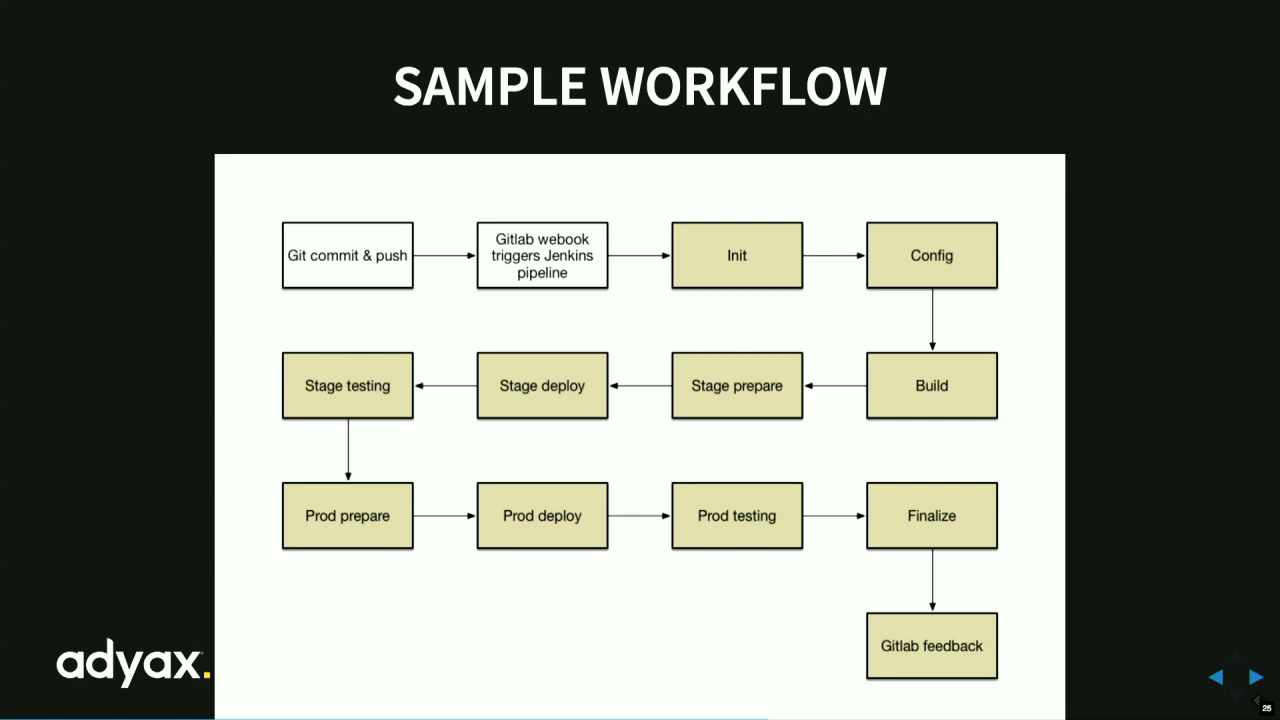 SAMPLE WORKFLOW
Git commit & push
Gitlab webook
triggers Jenkins
pipeline
Init
Config
Stage testing
Stage deploy
Stage prepare
Build
Prod prepare
Prod deploy
Prod testing
Finalize
Gitlab feedback
adyax.
25